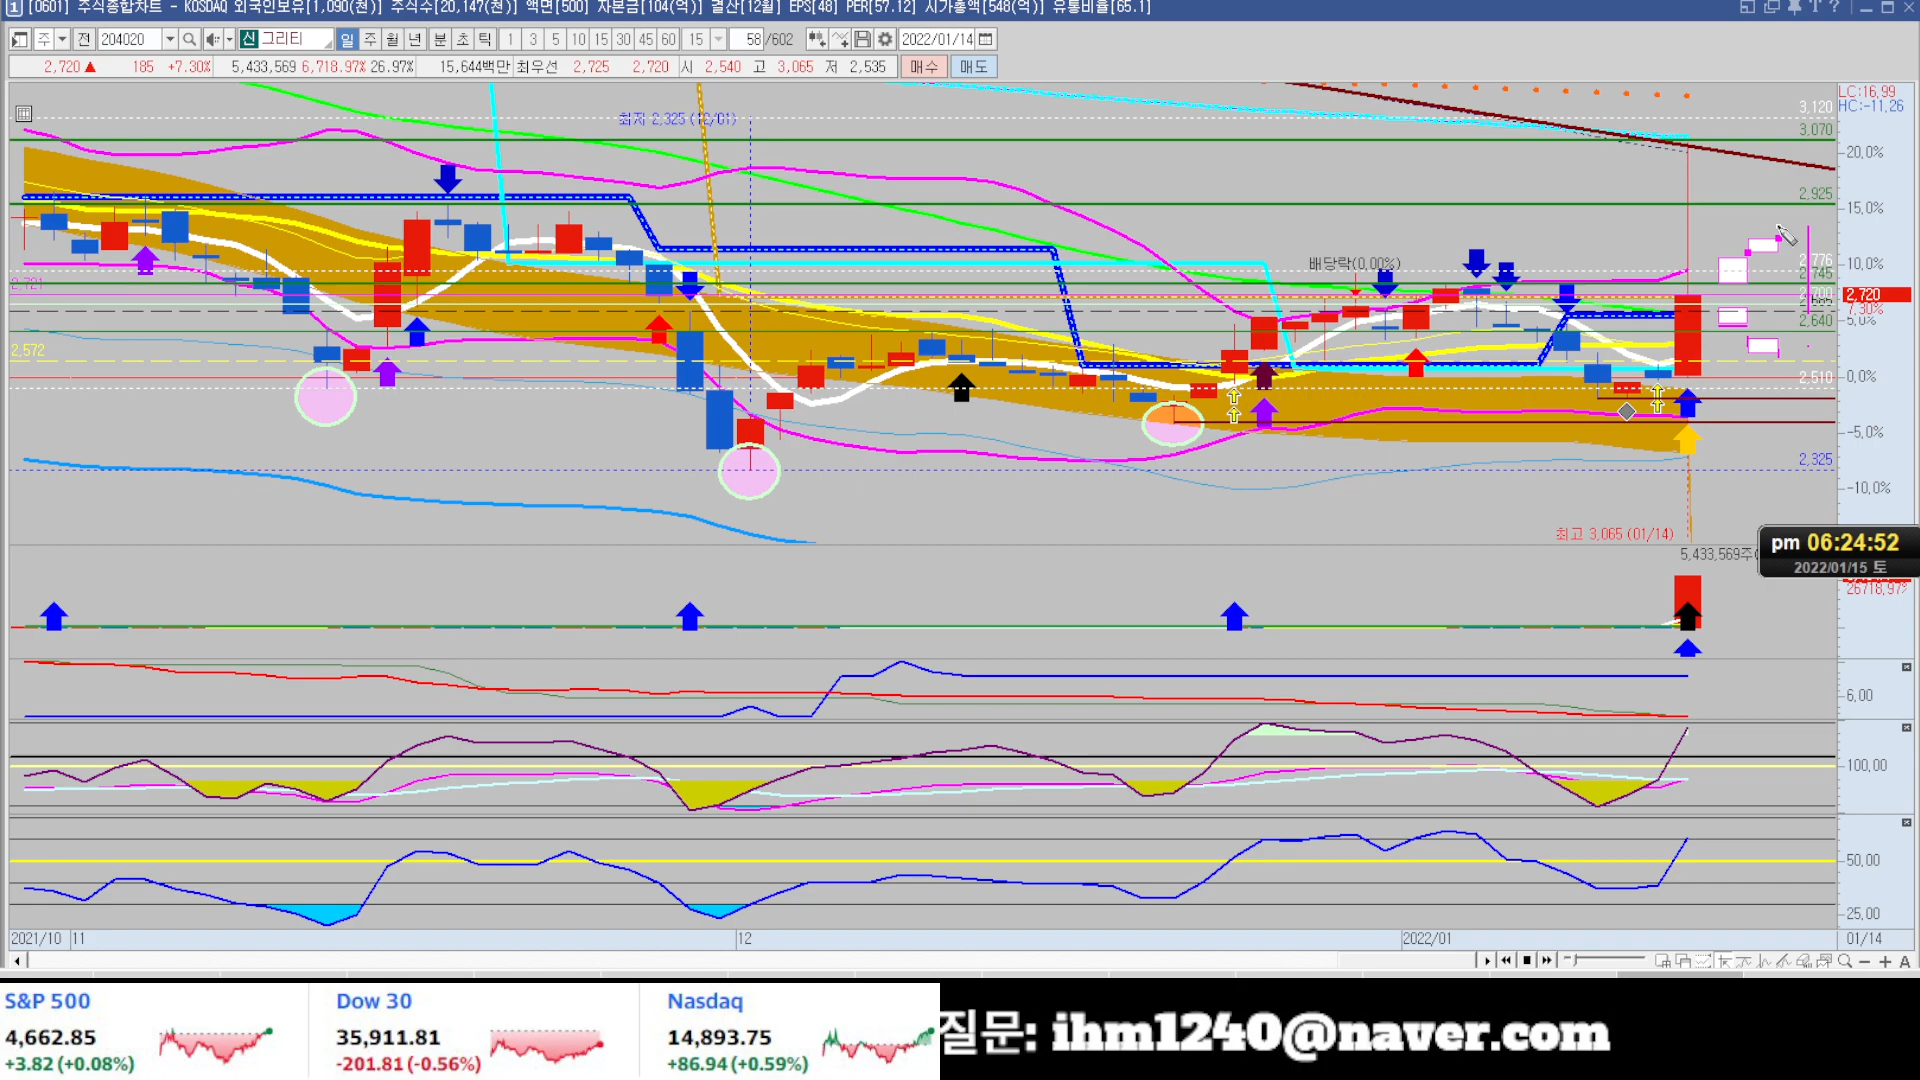 [0601] 주식종합차트 - KOSDAQ 외국인보유[1,090(천)] 주식수[20,147(천)] 액면[500] 자본금[104(억)] 결산[12월] EPS[48] PER[57.12] 시가총액[548(억)] 유통비율[65.1]
주 전 204020 신 그리티 일 주 월 년 분 초 틱 1 3 5 10 15 30 45 60 15 58 /602 2022/01/14
2,720 ▲ 185 +7.30% 5,433,569 6,718.97% 26.97% 15,644백만 최우선 2,725 2,720 시 2,540 고 3,065 저 2,535 매수 매도
LC:16,99
HC:-11,26
3,120
최저 2,325 (12/01)
3,070
20,0%
2,925
15,0%
배당락(0,00%)
2,776
10,0%
2,745
2,721
2,720
7,30%
5,0%
2,640
2,572
2,510
0,0%
-5,0%
2,325
-10,0%
최고 3,065 (01/14)
pm 06:24:52
5,433,569주
2022/01/15 토
6,00
100,00
50,00
25,00
2021/10 11 12 2022/01 01/14
S&P 500 Dow 30 Nasdaq
4,662.85 35,911.81 14,893.75
+3.82 (+0.08%) -201.81 (-0.56%) +86.94 (+0.59%)
질문: ihm1240@naver.com